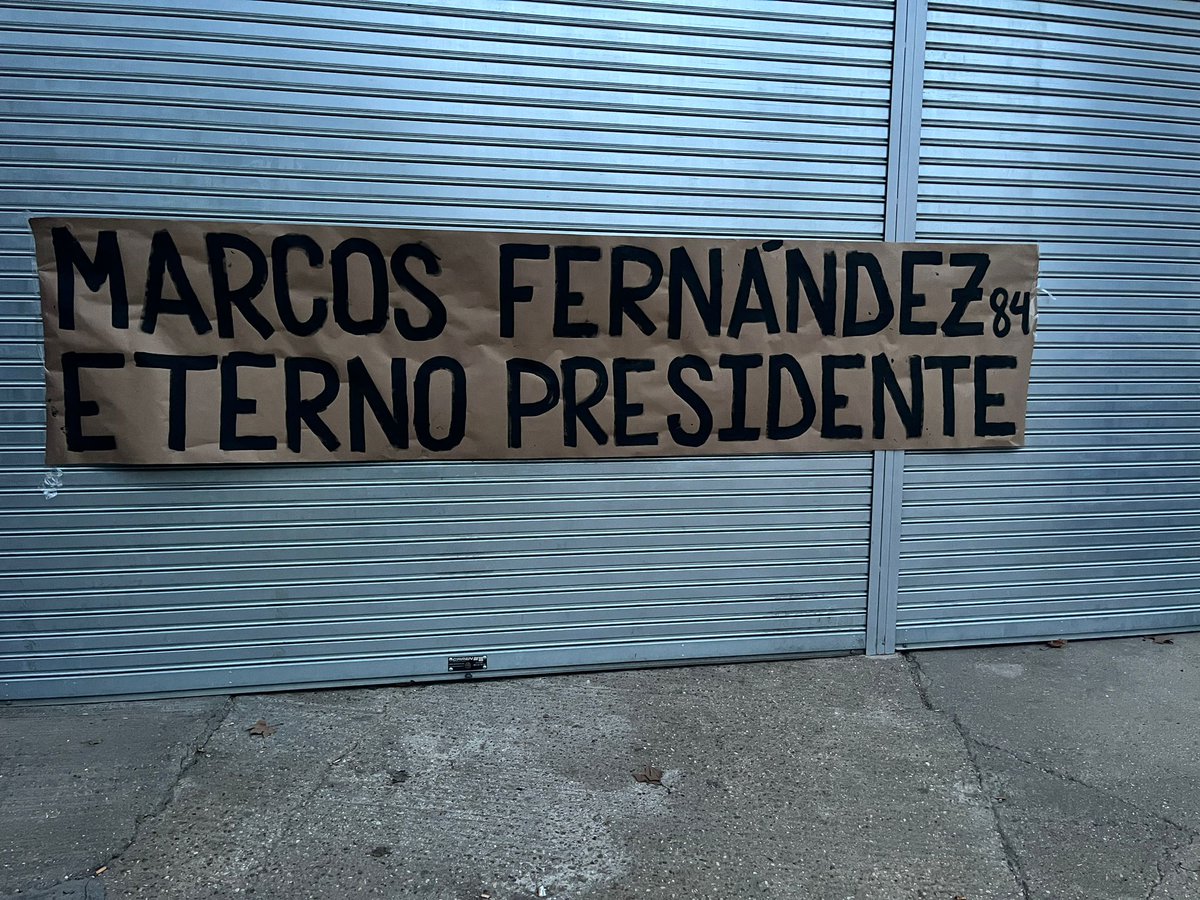 MARCOS FERNÁNDEZ 84
ETERNO PRESIDENTE